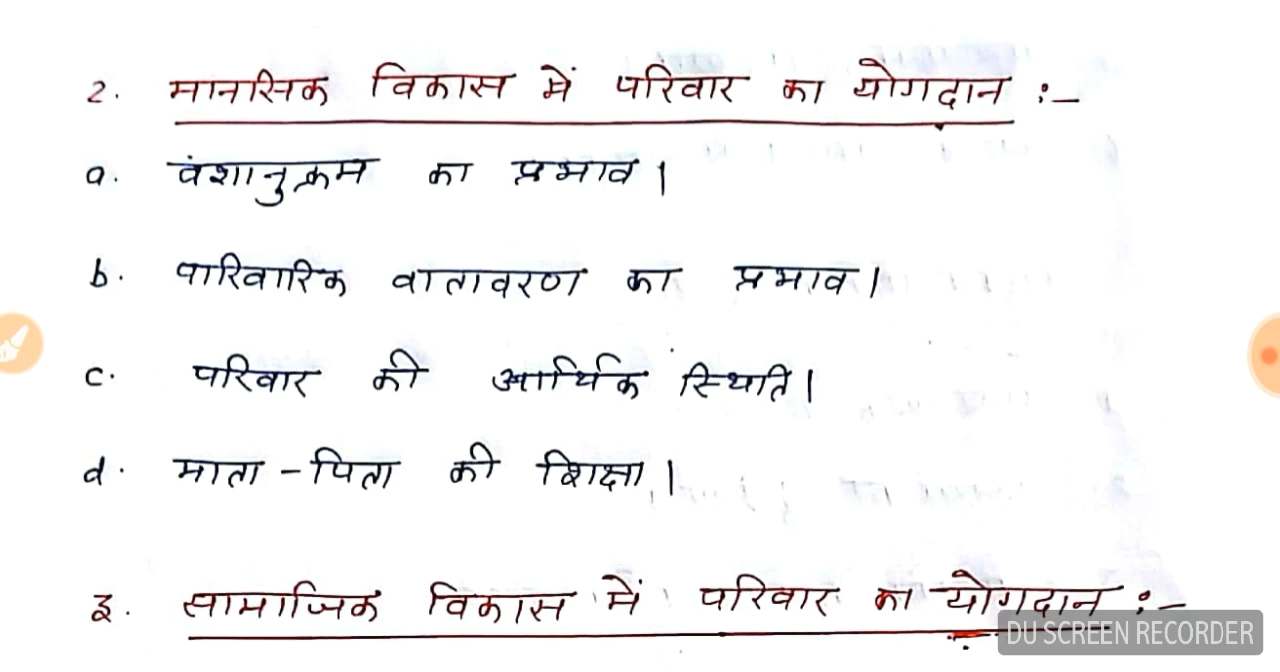 2. मानसिक विकास में परिवार का योगदान :-
a. वंशानुक्रम का प्रभाव।
b. पारिवारिक वातावरण का प्रभाव।
c. परिवार की आर्थिक स्थिति।
d. माता - पिता की शिक्षा।
3. सामाजिक विकास में परिवार का योगदान :-
DU SCREEN RECORDER